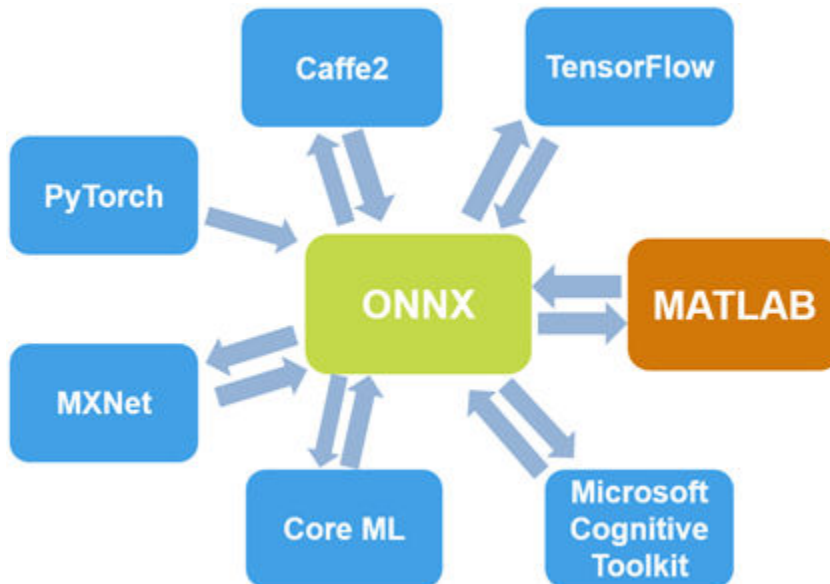 Caffe2
TensorFlow
PyTorch
ONNX
MATLAB
MXNet
Core ML
Microsoft
Cognitive
Toolkit